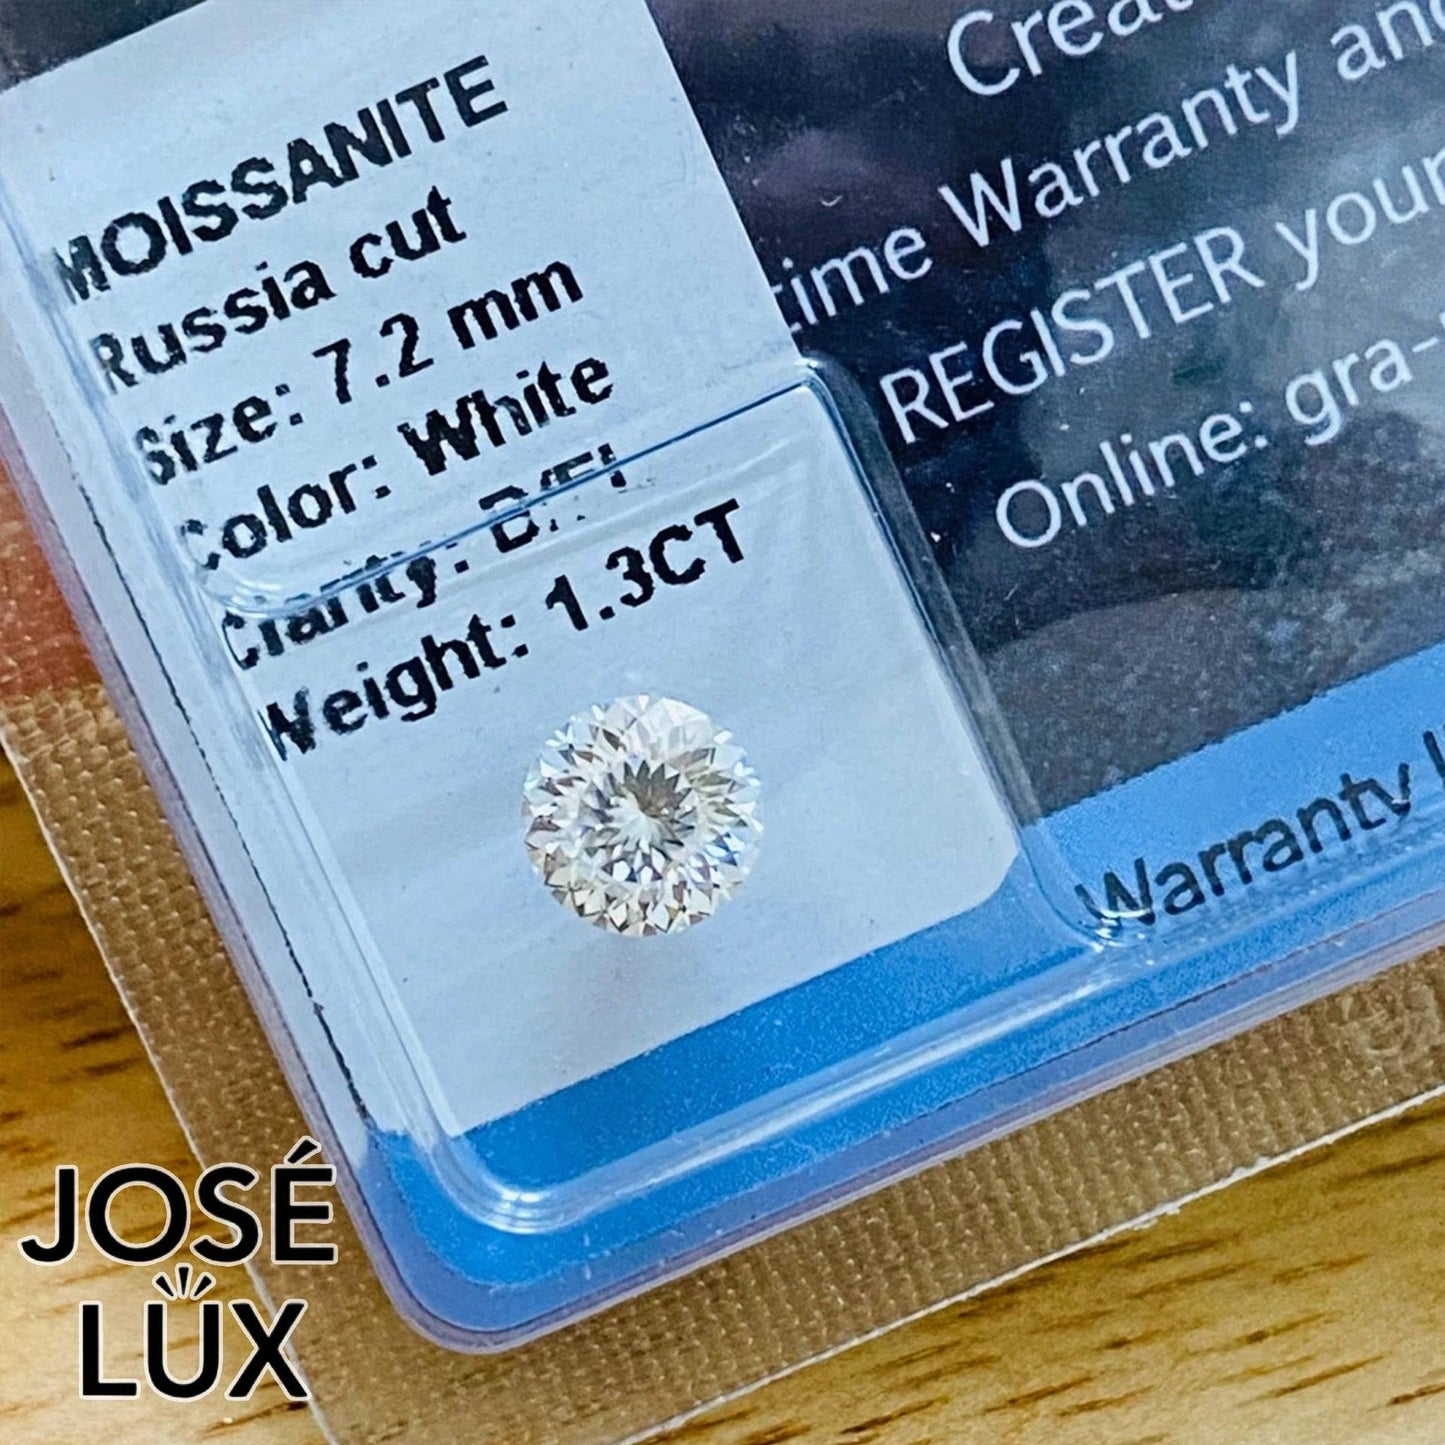 MOISSANITE
Russia cut
Size: 7.2 mm
Color: White
Clarity:
Weight: 1.3CT
time Warranty and
REGISTER your
Online: gra-
Warranty
JOSÉ
LUX